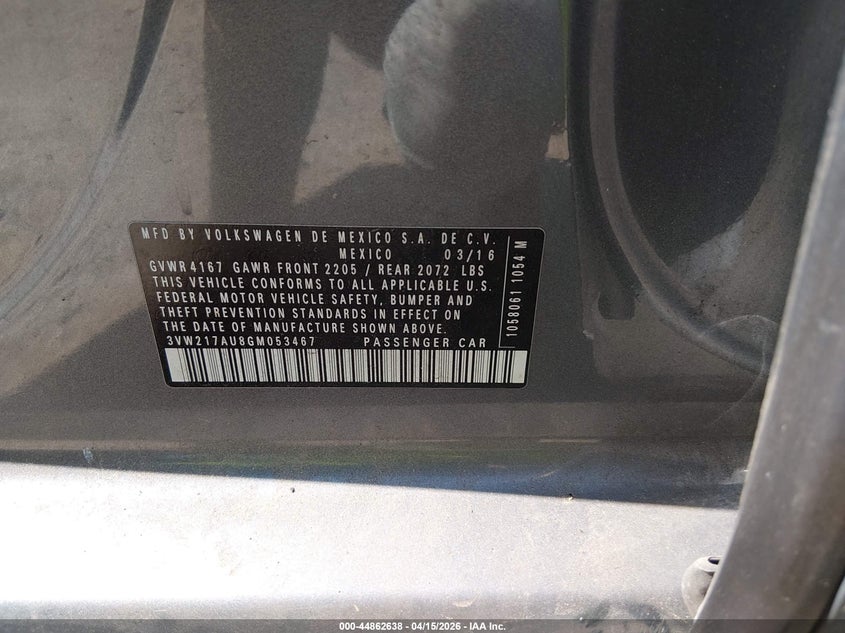 MFD BY VOLKSWAGEN DE MEXICO S.A. DE C.V.
MEXICO 03/16
GVWR 4167 GAWR FRONT 2205 / REAR 2072 LBS
THIS VEHICLE CONFORMS TO ALL APPLICABLE U.S.
FEDERAL MOTOR VEHICLE SAFETY, BUMPER AND
THEFT PREVENTION STANDARDS IN EFFECT ON
THE DATE OF MANUFACTURE SHOWN ABOVE.
3VW217AU8GM053467 PASSENGER CAR
1058061 1054 M
000-44862638 - 04/15/2026 - IAA Inc.